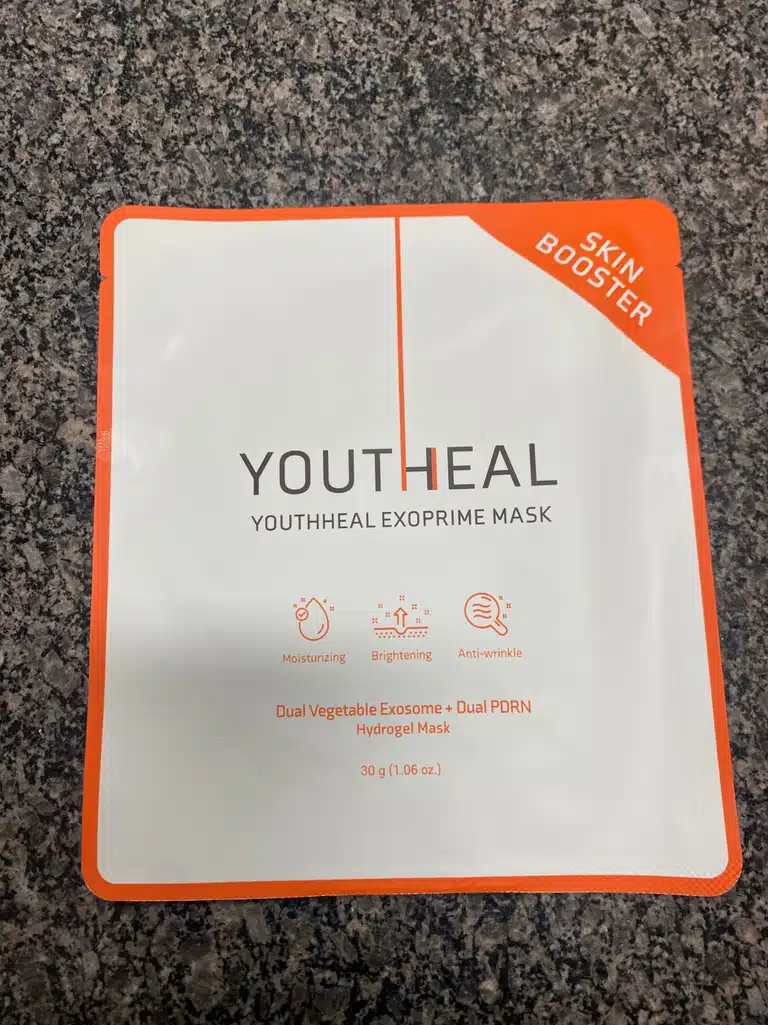 SKIN
BOOSTER
YOUTHEAL
YOUTHHEAL EXOPRIME MASK
Moisturizing Brightening Anti-wrinkle
Dual Vegetable Exosome + Dual PDRN
Hydrogel Mask
30 g (1.06 oz.)